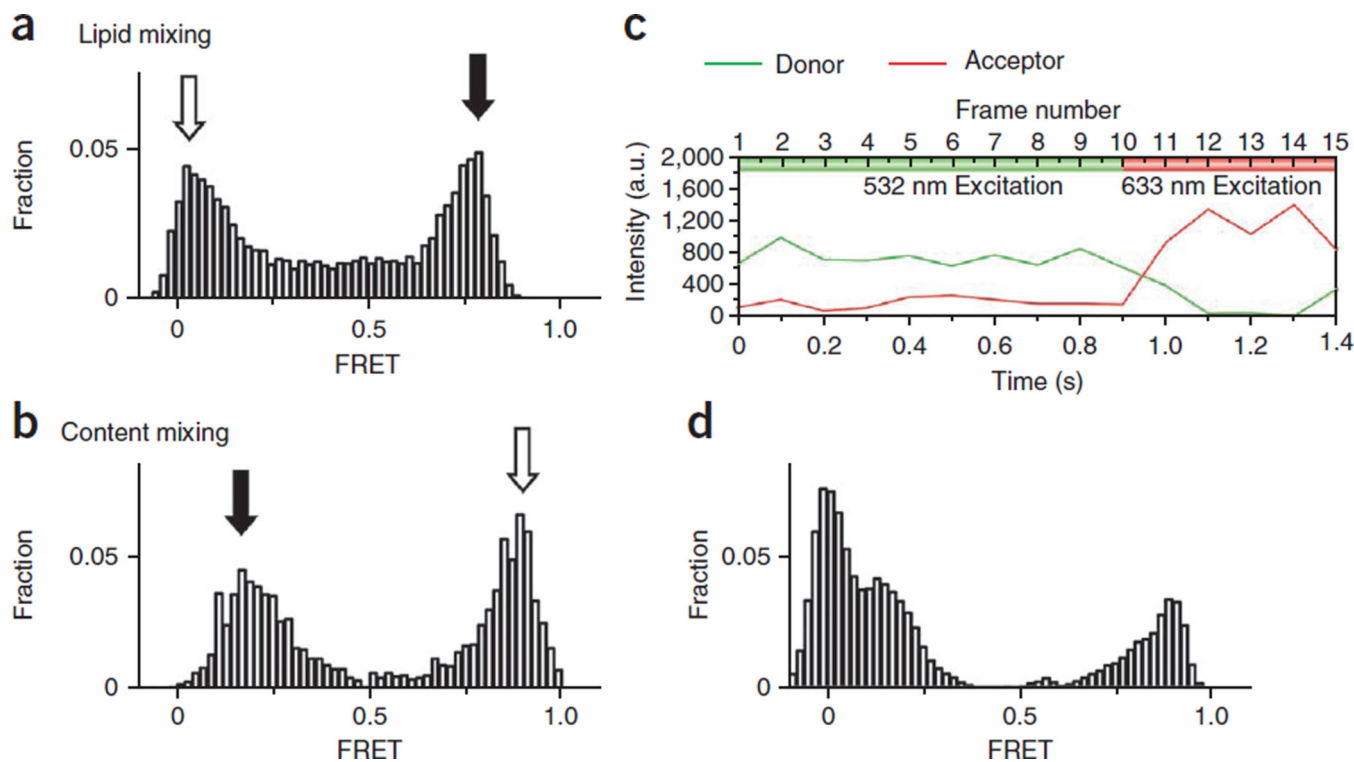 a
Lipid mixing
Fraction
0.05
0
0
0.5
1.0
FRET
b
Content mixing
Fraction
0.05
0
0
0.5
1.0
FRET
c
Donor
Acceptor
Frame number
1 2 3 4 5 6 7 8 9 10 11 12 13 14 15
Intensity (a.u.)
2,000
1,600
1,200
800
400
0
532 nm Excitation
633 nm Excitation
0 0.2 0.4 0.6 0.8 1.0 1.2 1.4
Time (s)
d
Fraction
0.05
0
0
0.5
1.0
FRET